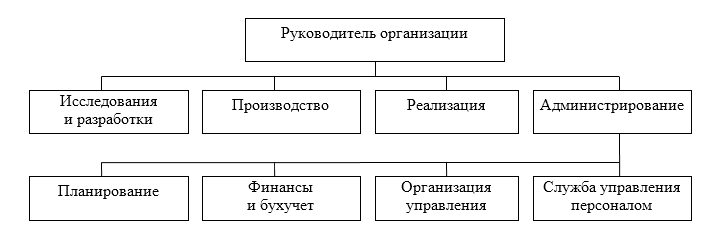 Руководитель организации
Исследования
и разработки
Производство
Реализация
Администрирование
Планирование
Финансы
и бухучет
Организация
управления
Служба управления
персоналом